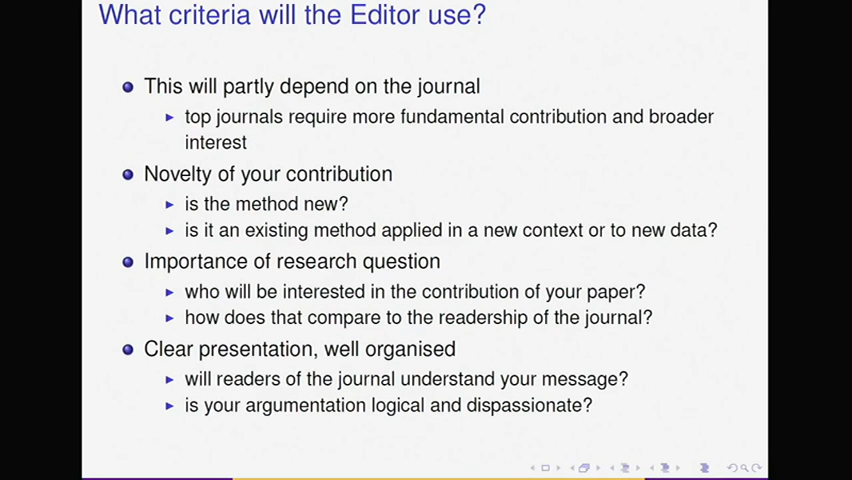 What criteria will the Editor use?
This will partly depend on the journal
top journals require more fundamental contribution and broader
interest
Novelty of your contribution
is the method new?
is it an existing method applied in a new context or to new data?
Importance of research question
who will be interested in the contribution of your paper?
how does that compare to the readership of the journal?
Clear presentation, well organised
will readers of the journal understand your message?
is your argumentation logical and dispassionate?